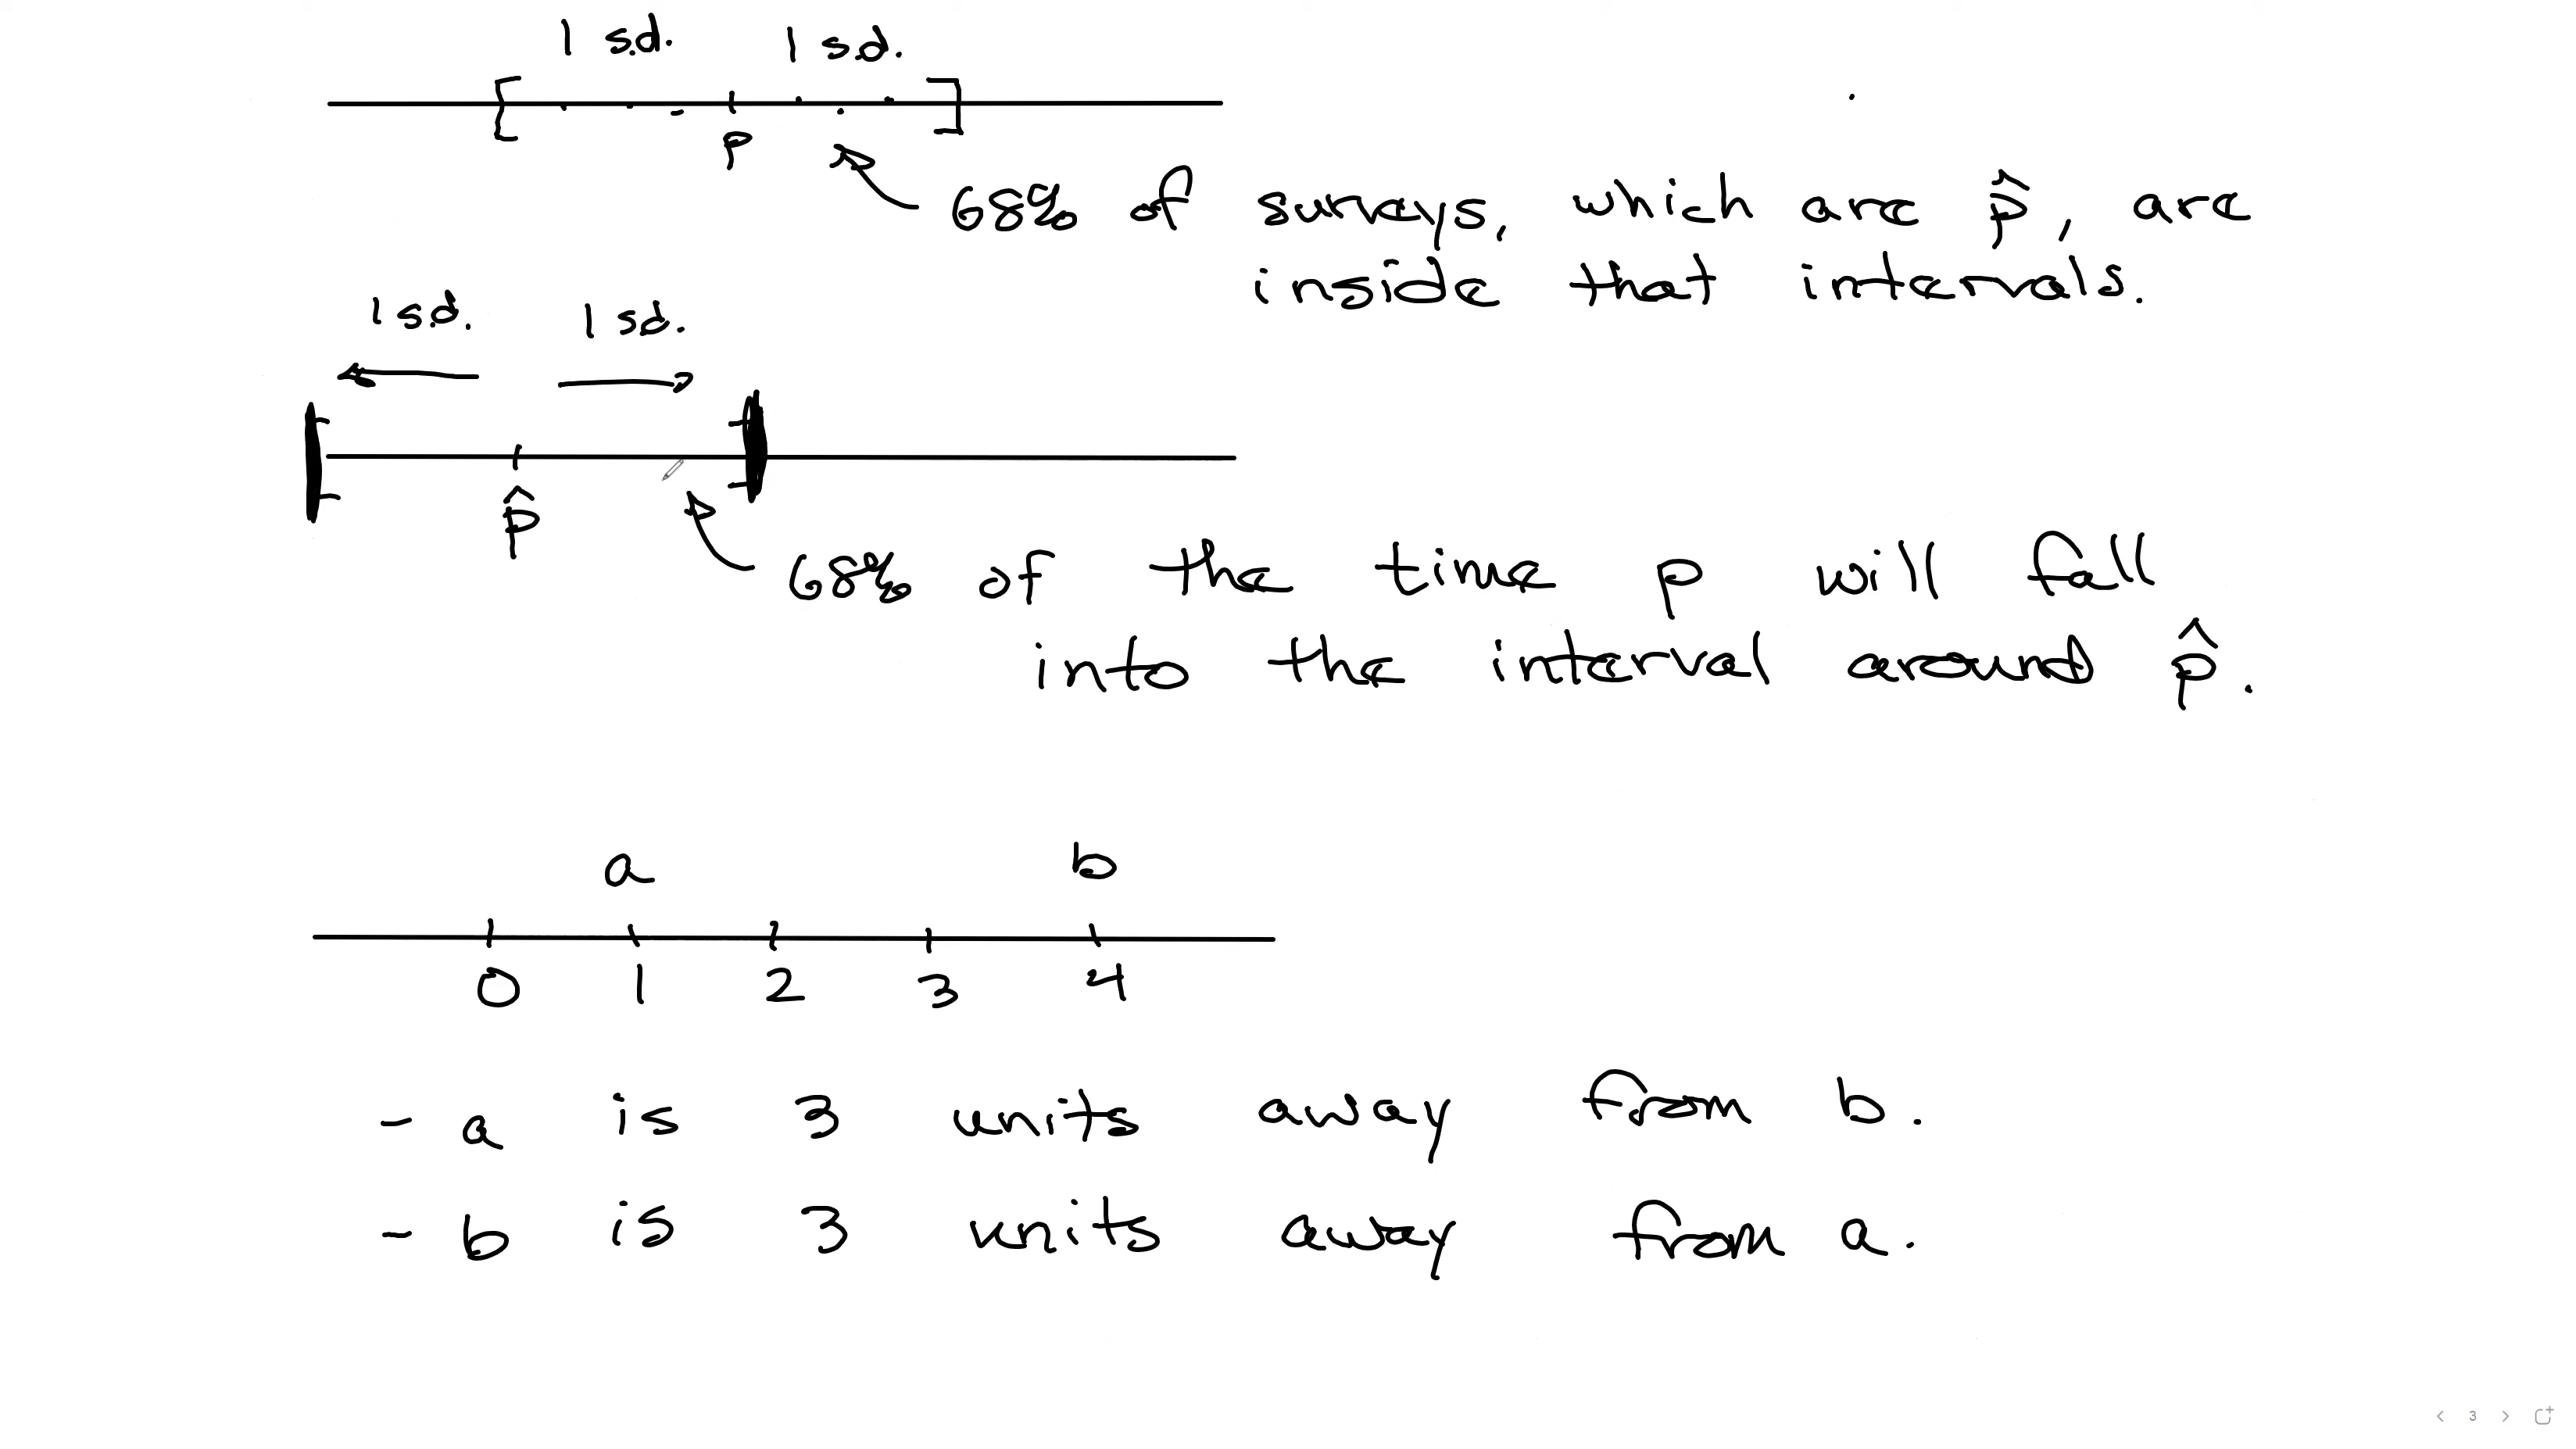 1 s.d. 1 s.d.
p
68% of surveys, which are p̂, are
inside that intervals.
1 s.d. 1 s.d.
p̂
68% of the time p will fall
into the interval around p̂.
a b
0 1 2 3 4
- a is 3 units away from b.
- b is 3 units away from a.
3